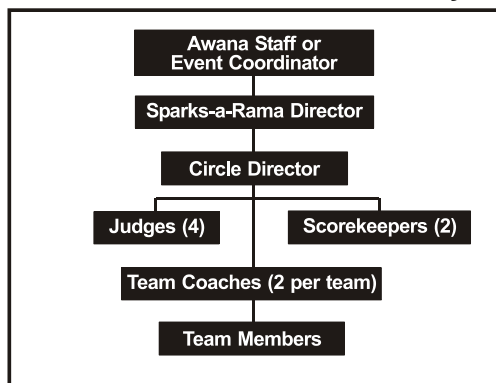 Awana Staff or
Event Coordinator
Sparks-a-Rama Director
Circle Director
Judges (4)
Scorekeepers (2)
Team Coaches (2 per team)
Team Members